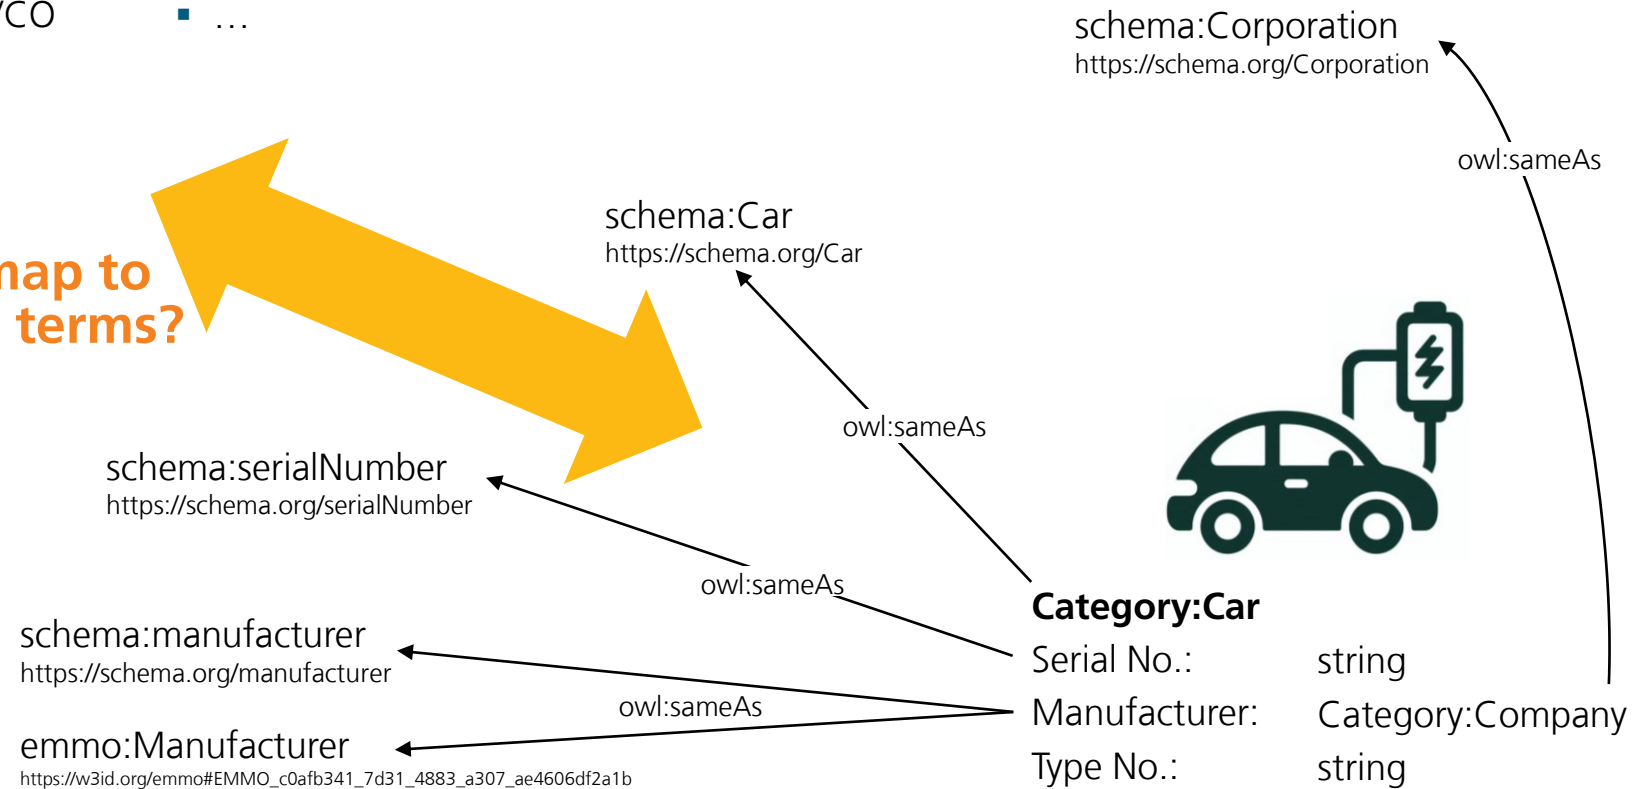 /CO
▪ ...
schema:Corporation
https://schema.org/Corporation
owl:sameAs
schema:Car
https://schema.org/Car
map to
terms?
owl:sameAs
schema:serialNumber
https://schema.org/serialNumber
owl:sameAs
Category:Car
schema:manufacturer
https://schema.org/manufacturer
Serial No.: string
owl:sameAs
Manufacturer: Category:Company
emmo:Manufacturer
https://w3id.org/emmo#EMMO_c0afb341_7d31_4883_a307_ae4606df2a1b
Type No.: string